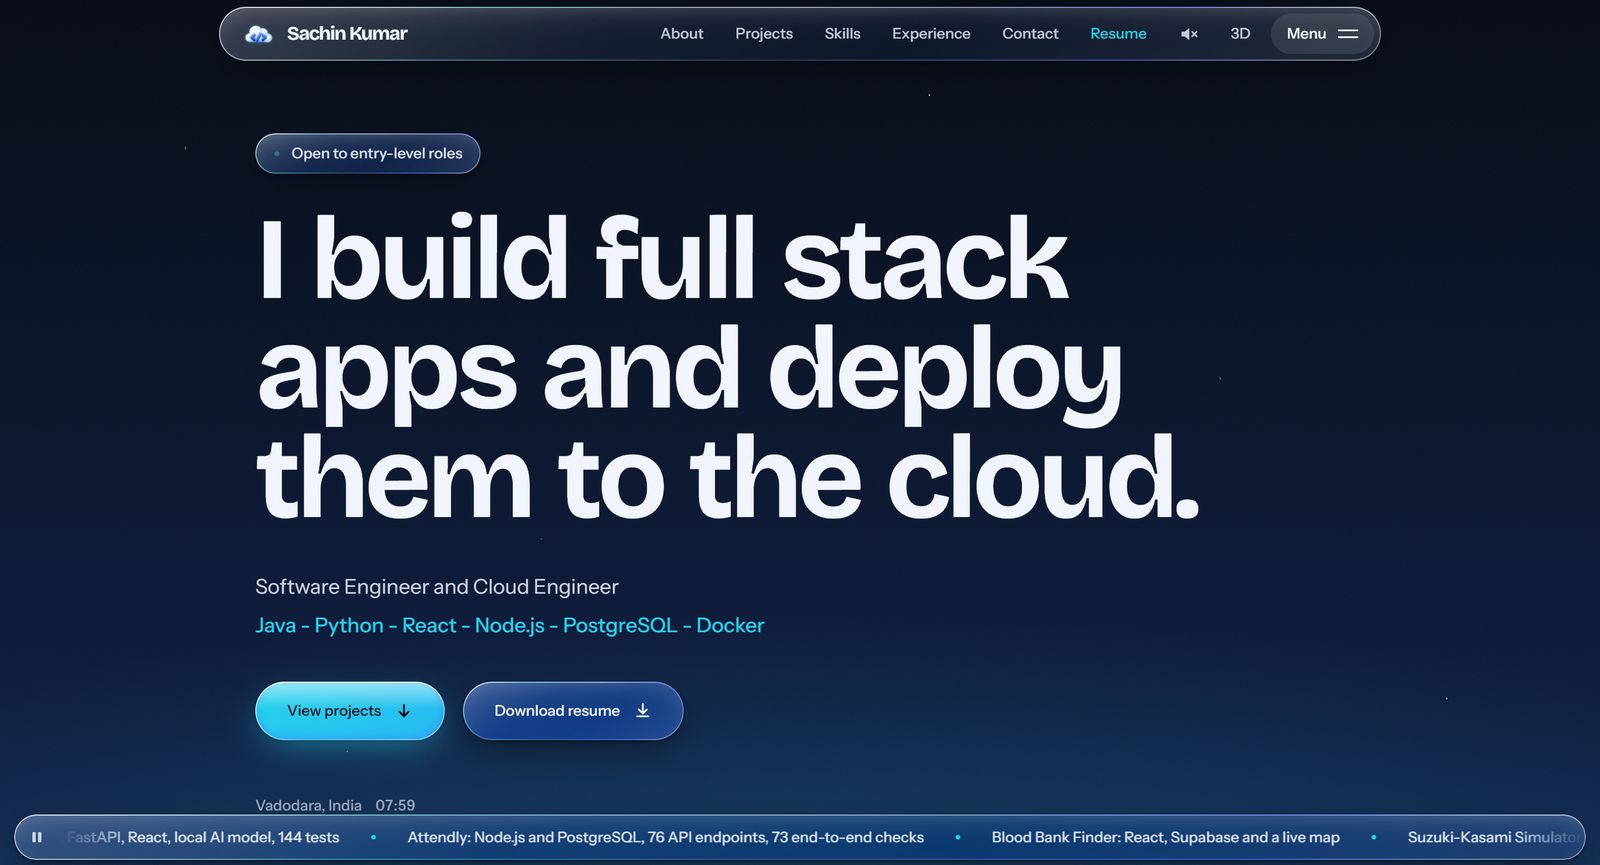 Sachin Kumar
About
Projects
Skills
Experience
Contact
Resume
3D
Menu
Open to entry-level roles
I build full stack
apps and deploy
them to the cloud.
Software Engineer and Cloud Engineer
Java - Python - React - Node.js - PostgreSQL - Docker
View projects
Download resume
Vadodara, India 07:59
FastAPI, React, local AI model, 144 tests • Attendly: Node.js and PostgreSQL, 76 API endpoints, 73 end-to-end checks • Blood Bank Finder: React, Supabase and a live map • Suzuki-Kasami Simulator